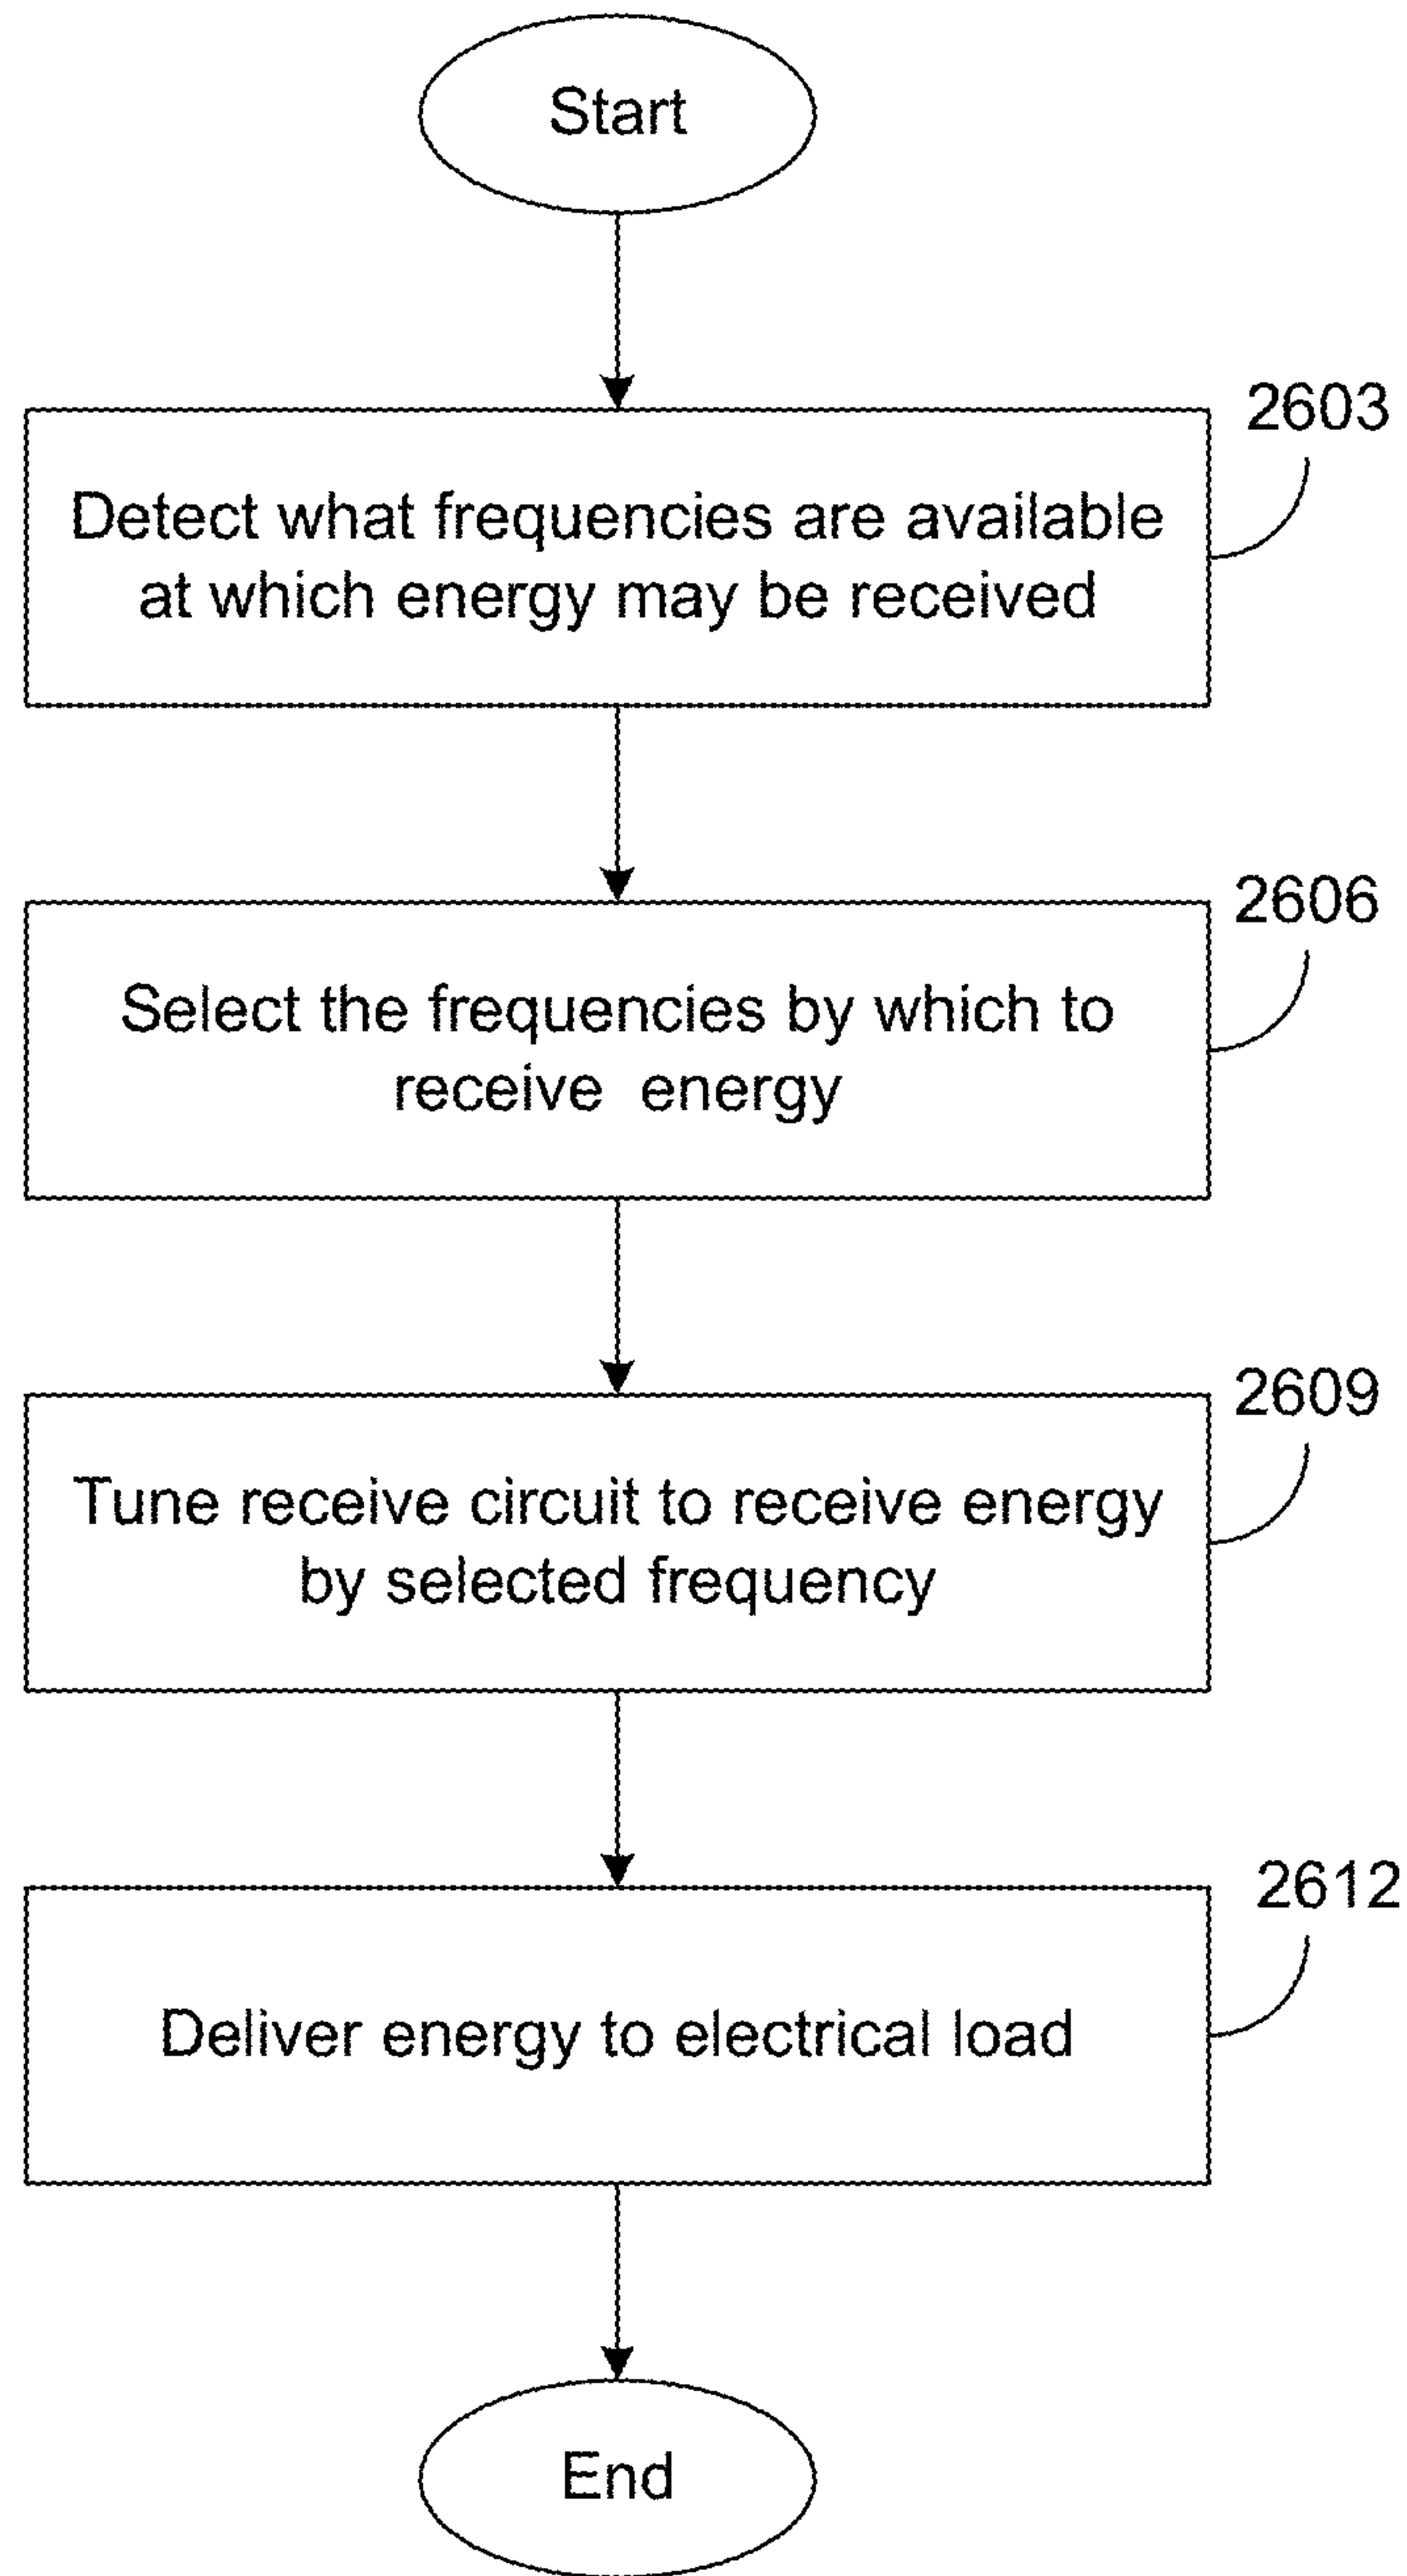 Start
2603
Detect what frequencies are available
at which energy may be received
2606
Select the frequencies by which to
receive  energy
2609
Tune receive circuit to receive energy
by selected frequency
2612
Deliver energy to electrical load
End